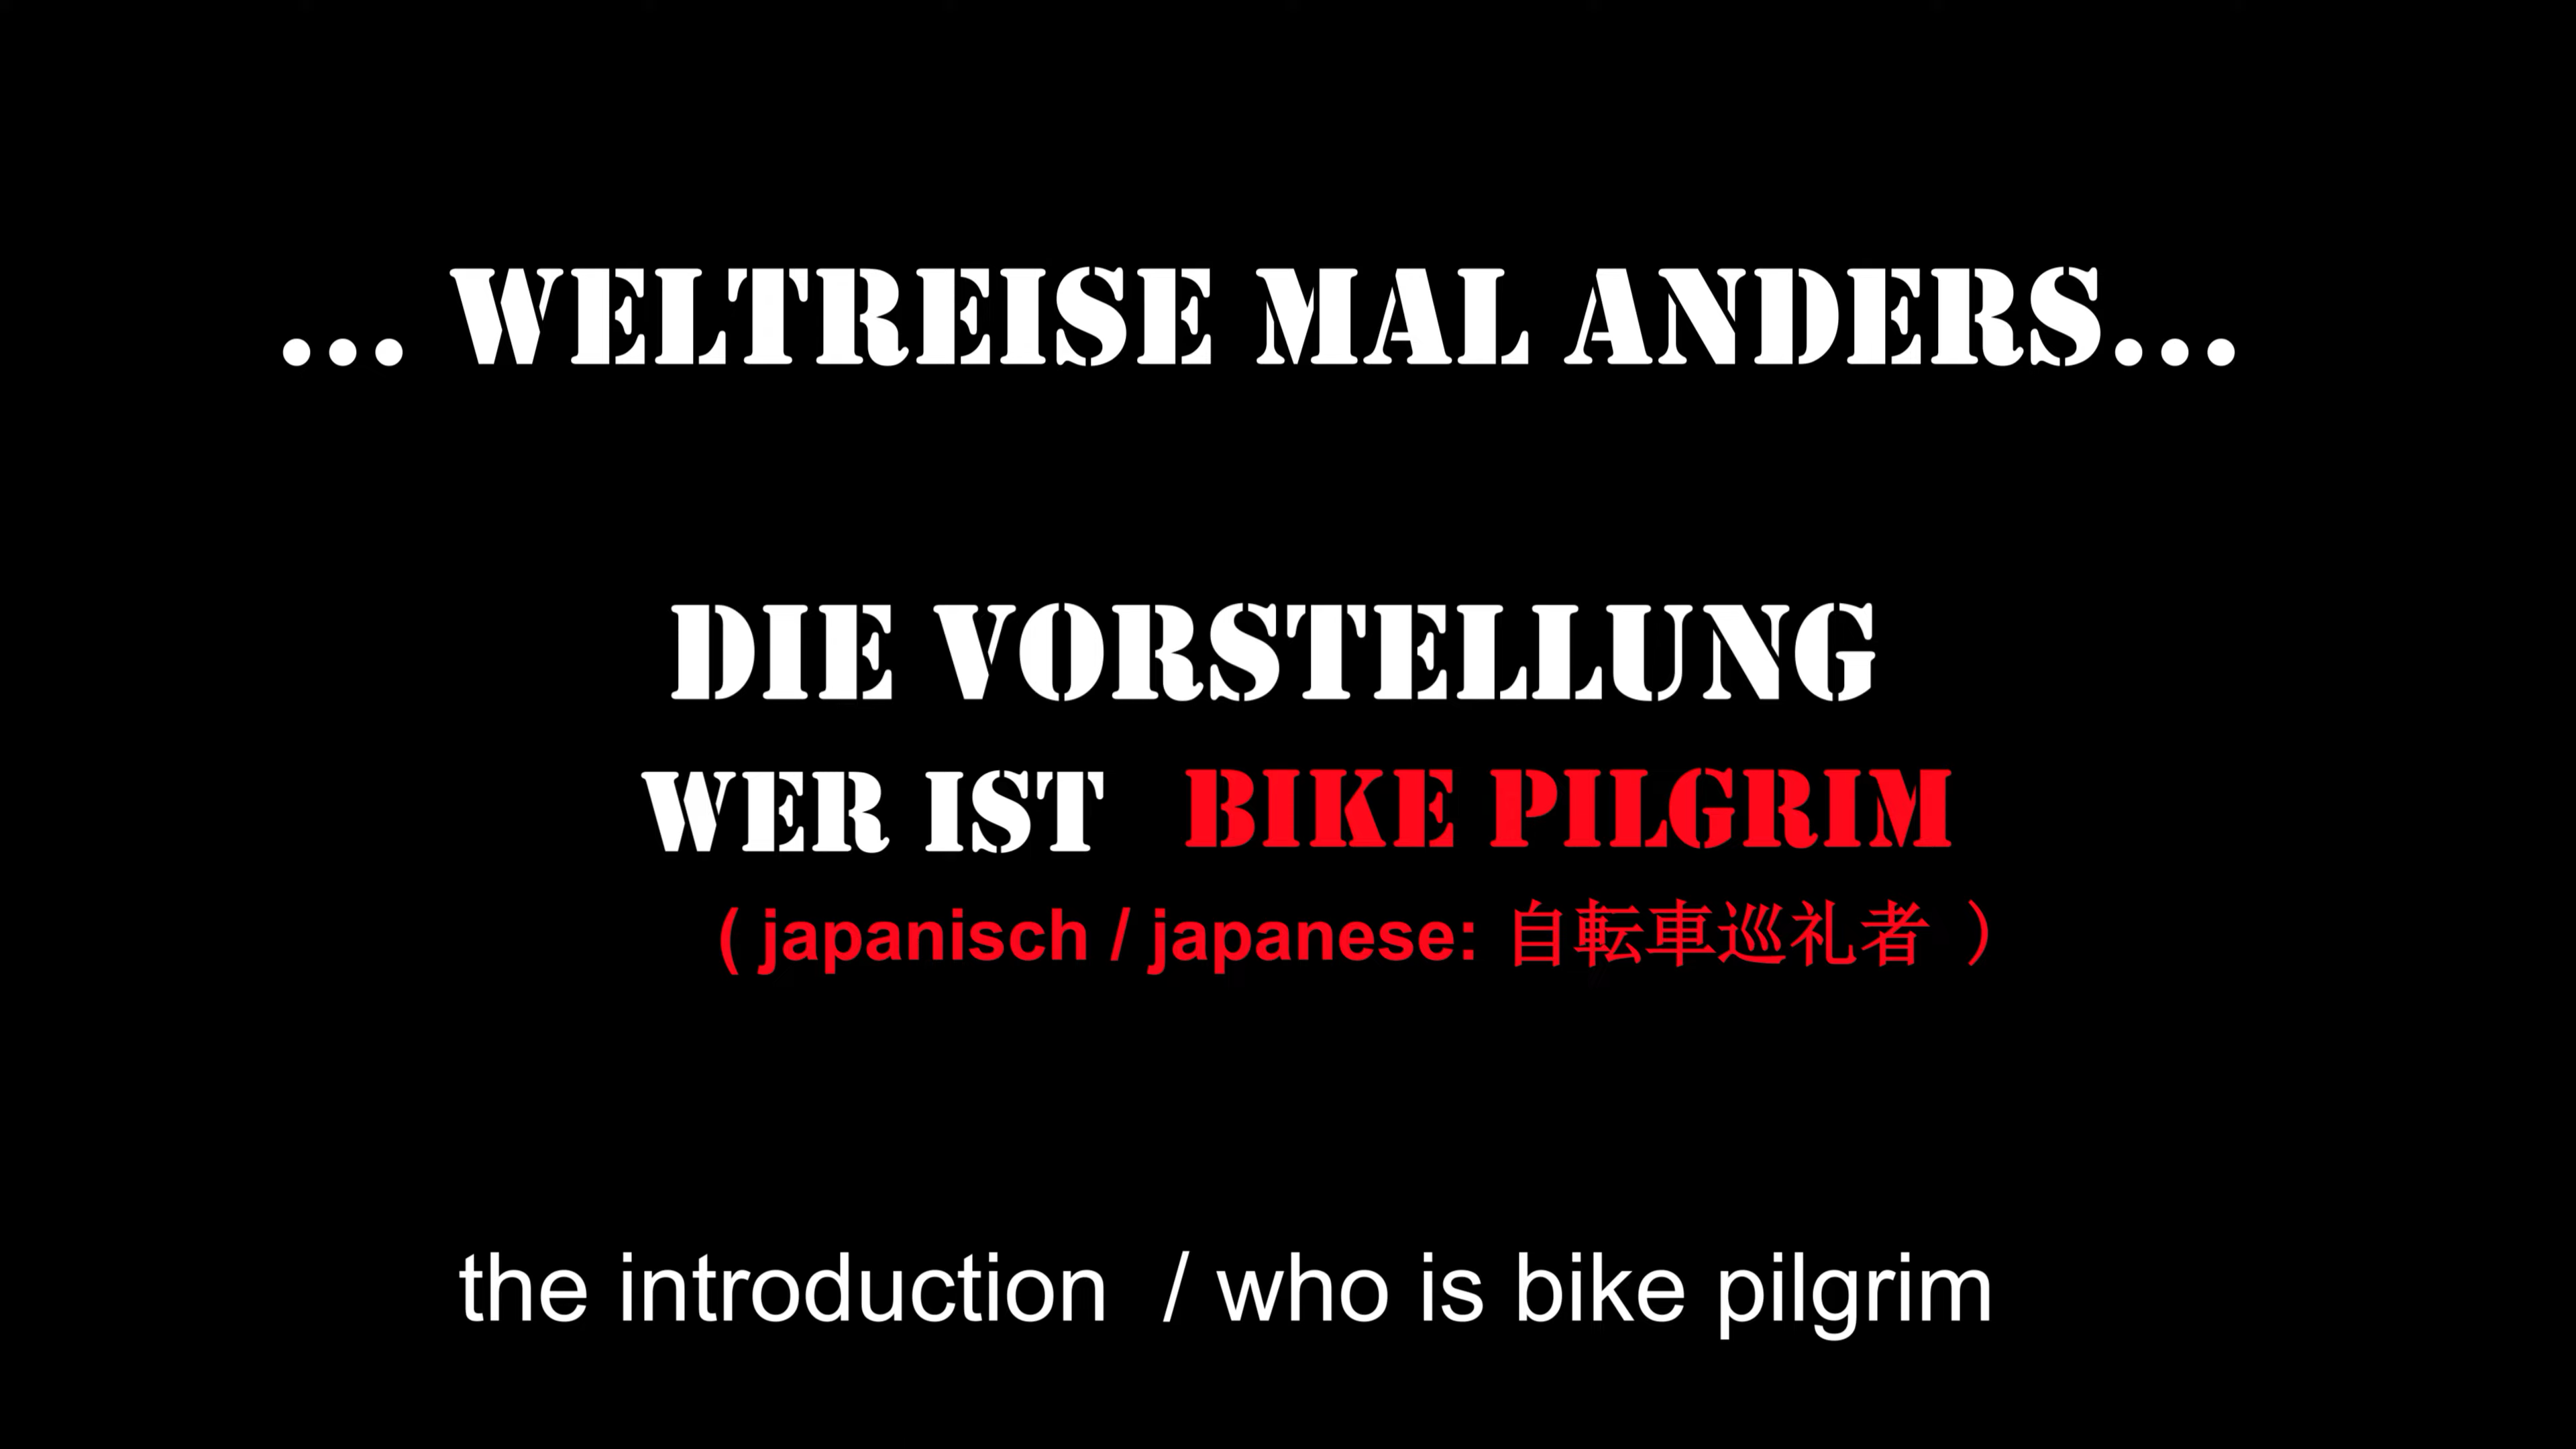 ... WELTREISE MAL ANDERS...
DIE VORSTELLUNG
WER IST BIKE PILGRIM
( japanisch / japanese: 自転車巡礼者 )
the introduction / who is bike pilgrim